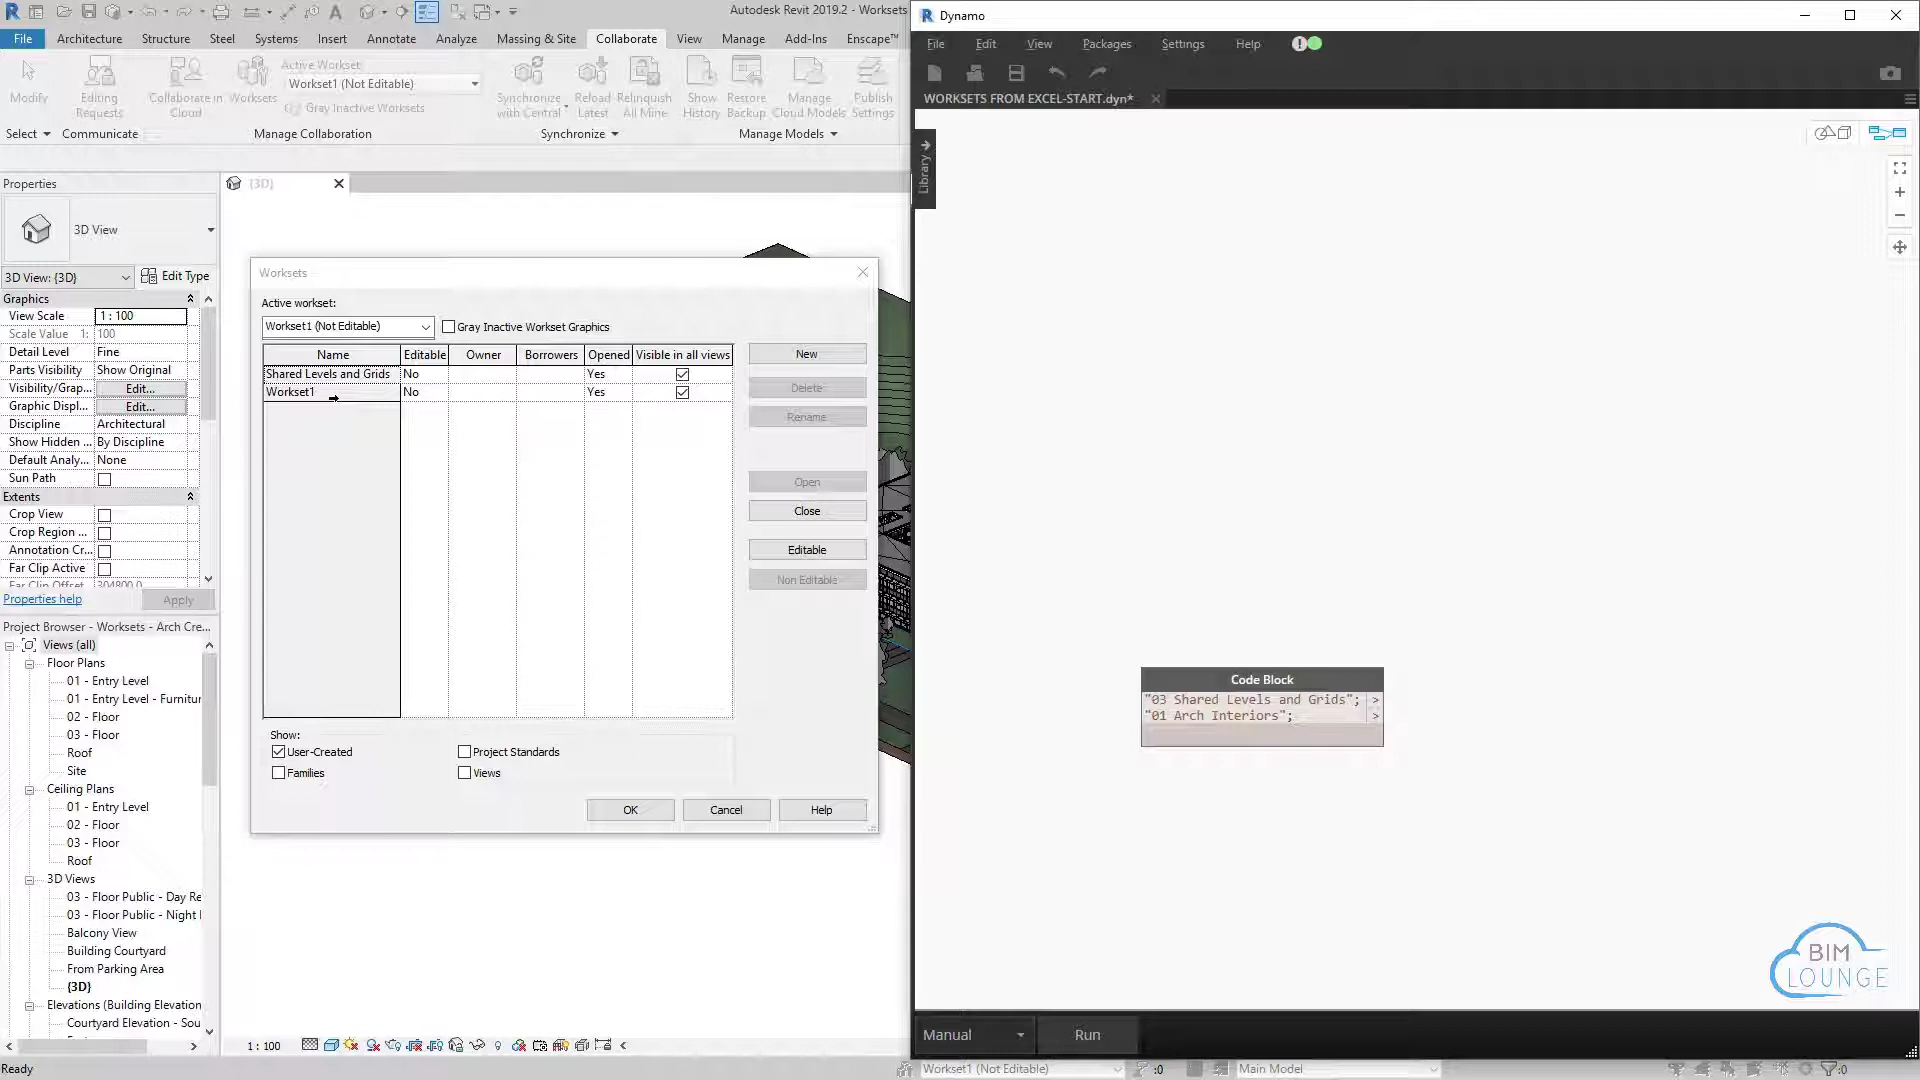 Autodesk Revit 2019.2 - Worksets
File
Architecture
Structure
Steel
Systems
Insert
Annotate
Analyze
Massing & Site
Collaborate
View
Manage
Add-Ins
Enscape™
Modify
Editing
Requests
Collaborate in
Cloud
Worksets
Active Workset:
Workset1 (Not Editable)
Gray Inactive Worksets
Synchronize
with Central
Reload
Latest
Relinquish
All Mine
Show
History
Restore
Backup
Manage
Cloud Models
Publish
Settings
Select
Communicate
Manage Collaboration
Synchronize
Manage Models
Properties
{3D}
3D View
3D View: {3D}
Edit Type
Graphics
View Scale
1 : 100
Scale Value 1:
100
Detail Level
Fine
Parts Visibility
Show Original
Visibility/Grap...
Edit...
Graphic Displ...
Edit...
Discipline
Architectural
Show Hidden ...
By Discipline
Default Analy...
None
Sun Path
Extents
Crop View
Crop Region ...
Annotation Cr...
Far Clip Active
Far Clip Offset
304800.0
Properties help
Apply
Project Browser - Worksets - Arch Cre...
Views (all)
Floor Plans
01 - Entry Level
01 - Entry Level - Furnitur
02 - Floor
03 - Floor
Roof
Site
Ceiling Plans
01 - Entry Level
02 - Floor
03 - Floor
Roof
3D Views
03 - Floor Public - Day Re
03 - Floor Public - Night
Balcony View
Building Courtyard
From Parking Area
{3D}
Elevations (Building Elevation
Courtyard Elevation - Sou
Worksets
Active workset:
Workset1 (Not Editable)
Gray Inactive Workset Graphics
Name
Editable
Owner
Borrowers
Opened
Visible in all views
Shared Levels and Grids
No
Yes
Workset1
No
Yes
New
Delete
Rename
Open
Close
Editable
Non Editable
Show:
User-Created
Project Standards
Families
Views
OK
Cancel
Help
1 : 100
Ready
Workset1 (Not Editable)
:0
Main Model
:0
Dynamo
File
Edit
View
Packages
Settings
Help
WORKSETS FROM EXCEL-START.dyn*
Library
Code Block
"03 Shared Levels and Grids"; >
"01 Arch Interiors"; >
BIM
LOUNGE
Manual
Run